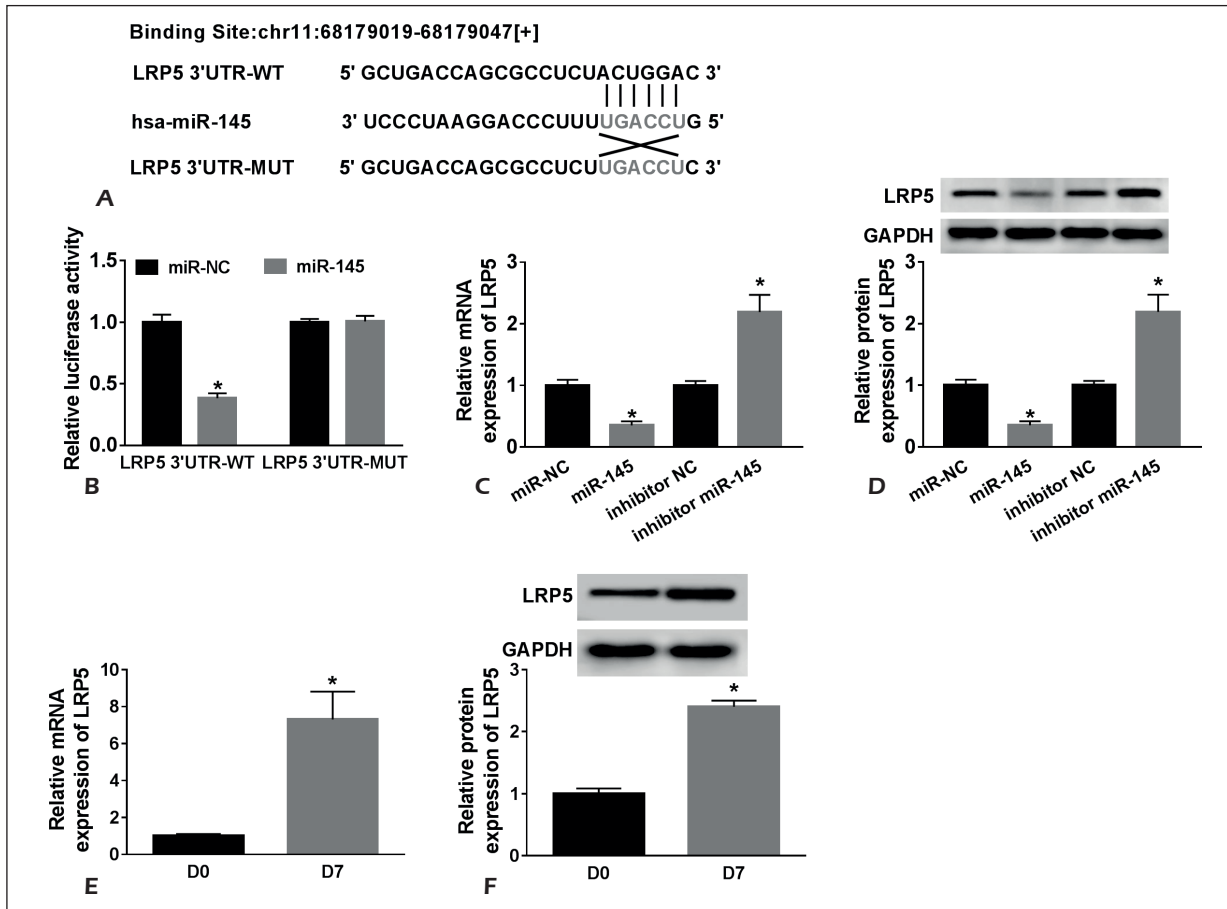 Binding Site:chr11:68179019-68179047[+]
LRP5 3'UTR-WT 5' GCUGACCAGCGCCUCUACUGGAC 3'
hsa-miR-145 3' UCCCUAAGGACCCUUUUGACCUG 5'
LRP5 3'UTR-MUT 5' GCUGACCAGCGCCUCUUGACCUC 3'
A
Relative luciferase activity
1.5
1.0
0.5
0.0
miR-NC miR-145
*
LRP5 3'UTR-WT LRP5 3'UTR-MUT
B
Relative mRNA
expression of LRP5
3
2
1
0
*
*
miR-NC
miR-145
inhibitor NC
inhibitor miR-145
C
LRP5
GAPDH
Relative protein
expression of LRP5
3
2
1
0
*
*
miR-NC
miR-145
inhibitor NC
inhibitor miR-145
D
Relative mRNA
expression of LRP5
10
8
6
4
2
0
*
D0 D7
E
LRP5
GAPDH
Relative protein
expression of LRP5
3
2
1
0
*
D0 D7
F